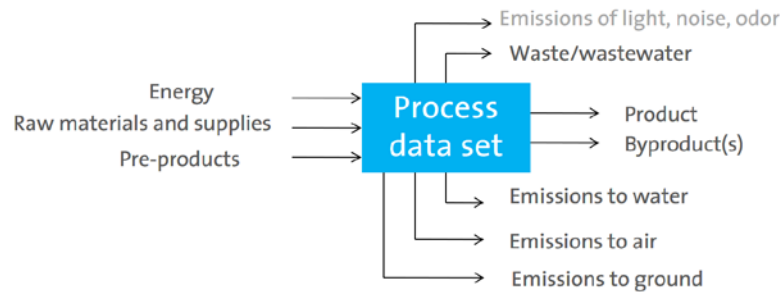 Emissions of light, noise, odor
Waste/wastewater
Energy
Raw materials and supplies
Pre-products
Process
data set
Product
Byproduct(s)
Emissions to water
Emissions to air
Emissions to ground